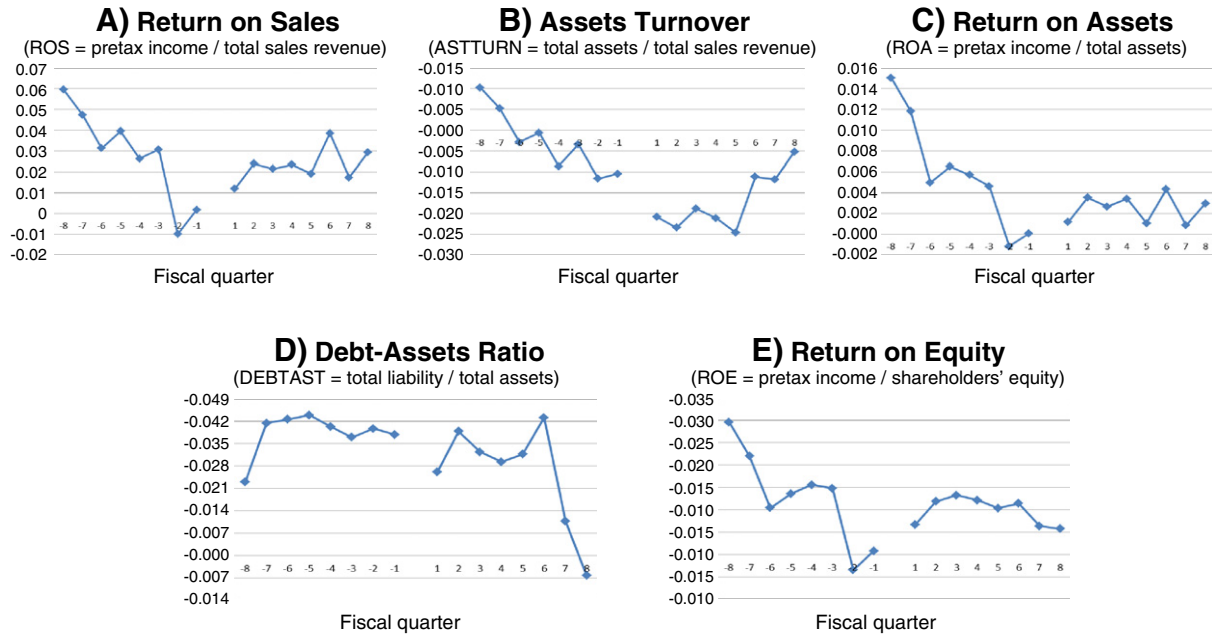 A) Return on Sales
(ROS = pretax income / total sales revenue)
0.07
0.06
0.05
0.04
0.03
0.02
0.01
0
-0.01
-0.02
-8 -7 -6 -5 -4 -3 -2 -1 1 2 3 4 5 6 7 8
Fiscal quarter
B) Assets Turnover
(ASTTURN = total assets / total sales revenue)
-0.015
-0.010
-0.005
-0.000
-0.005
-0.010
-0.015
-0.020
-0.025
-0.030
-8 -7 -6 -5 -4 -3 -2 -1 1 2 3 4 5 6 7 8
Fiscal quarter
C) Return on Assets
(ROA = pretax income / total assets)
0.016
0.014
0.012
0.010
0.008
0.006
0.004
0.002
-0.000
-0.002
-8 -7 -6 -5 -4 -3 -2 -1 1 2 3 4 5 6 7 8
Fiscal quarter
D) Debt-Assets Ratio
(DEBTAST = total liability / total assets)
-0.049
-0.042
-0.035
-0.028
-0.021
-0.014
-0.007
-0.000
-0.007
-0.014
-8 -7 -6 -5 -4 -3 -2 -1 1 2 3 4 5 6 7 8
Fiscal quarter
E) Return on Equity
(ROE = pretax income / shareholders’ equity)
-0.035
-0.030
-0.025
-0.020
-0.015
-0.010
-0.015
-0.010
-0.015
-0.010
-8 -7 -6 -5 -4 -3 -2 -1 1 2 3 4 5 6 7 8
Fiscal quarter